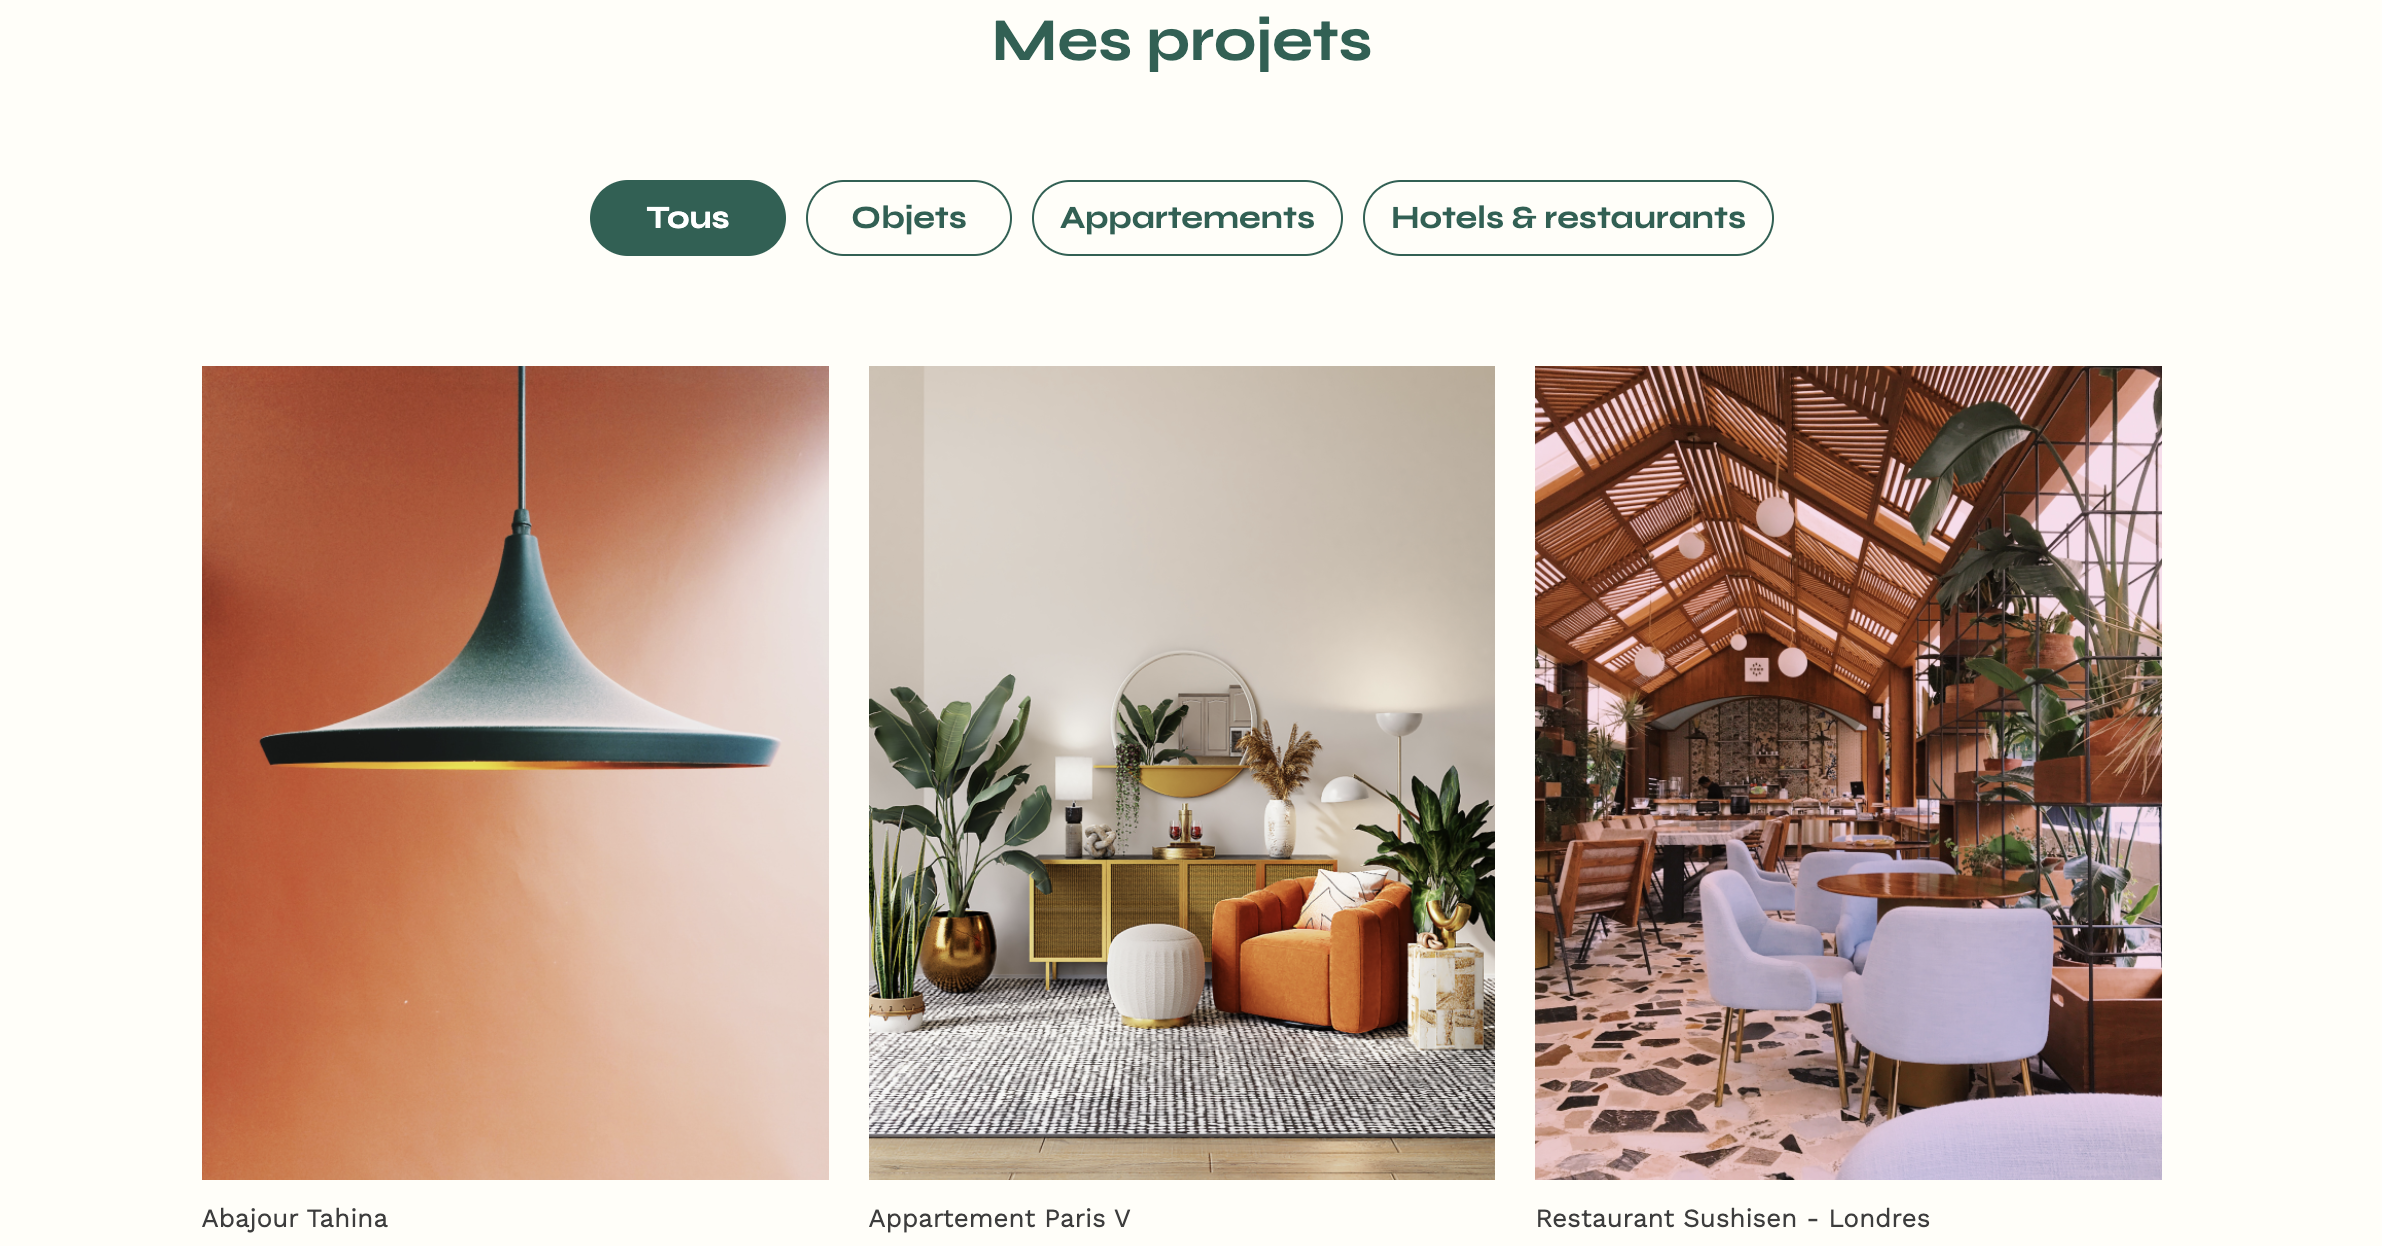 Mes projets
Tous
Objets
Appartements
Hotels & restaurants
Abajour Tahina
Appartement Paris V
Restaurant Sushisen - Londres